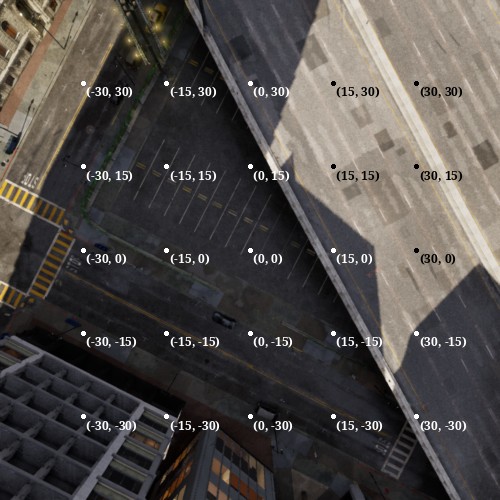 (-30, 30) (-15, 30) (0, 30) (15, 30) (30, 30)
(-30, 15) (-15, 15) (0, 15) (15, 15) (30, 15)
(-30, 0) (-15, 0) (0, 0) (15, 0) (30, 0)
(-30, -15) (-15, -15) (0, -15) (15, -15) (30, -15)
(-30, -30) (-15, -30) (0, -30) (15, -30) (30, -30)